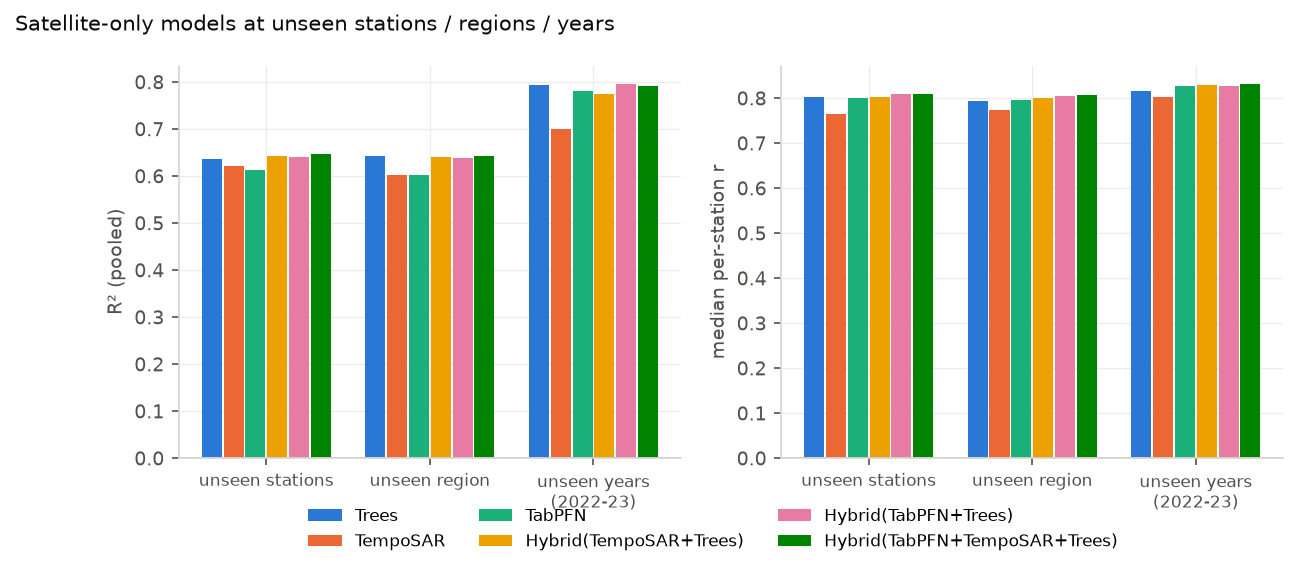 Satellite-only models at unseen stations / regions / years
R² (pooled)
0.8
0.7
0.6
0.5
0.4
0.3
0.2
0.1
0.0
unseen stations
unseen region
unseen years
(2022-23)
median per-station r
0.8
0.7
0.6
0.5
0.4
0.3
0.2
0.1
0.0
unseen stations
unseen region
unseen years
(2022-23)
Trees
TempoSAR
TabPFN
Hybrid(TempoSAR+Trees)
Hybrid(TabPFN+Trees)
Hybrid(TabPFN+TempoSAR+Trees)